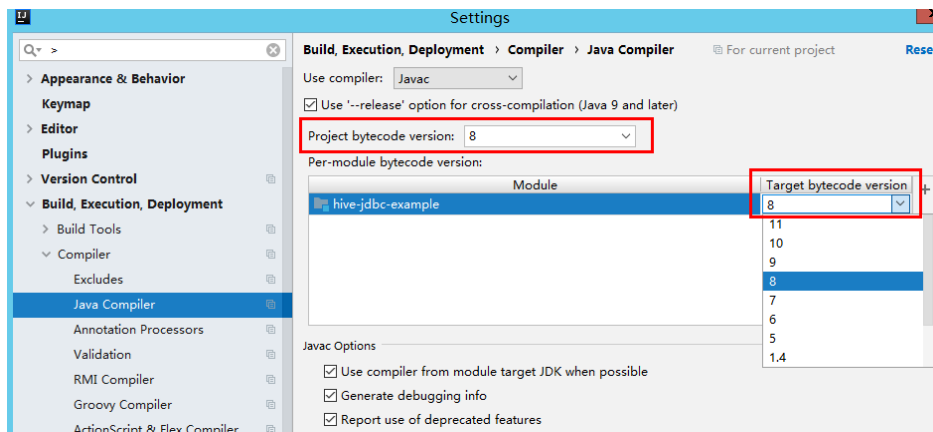 Settings
>
Appearance & Behavior
Keymap
Editor
Plugins
Version Control
Build, Execution, Deployment
Build Tools
Compiler
Excludes
Java Compiler
Annotation Processors
Validation
RMI Compiler
Groovy Compiler
ActionScript & Flex Compiler
Build, Execution, Deployment > Compiler > Java Compiler For current project Rese
Use compiler: Javac
Use '--release' option for cross-compilation (Java 9 and later)
Project bytecode version: 8
Per-module bytecode version:
Module Target bytecode version
hive-jdbc-example 8
11
10
9
8
7
6
5
1.4
Javac Options
Use compiler from module target JDK when possible
Generate debugging info
Report use of deprecated features